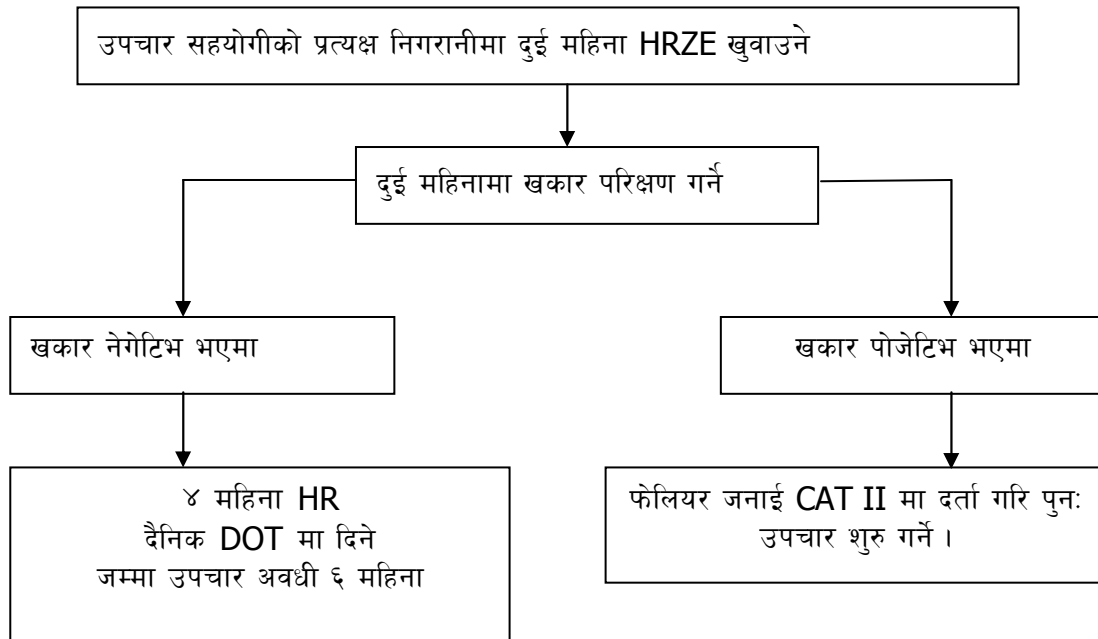 उपचार सहयोगीको प्रत्यक्ष निगरानीमा दुई महिना HRZE खुवाउने
दुई महिनामा खकार परिक्षण गर्ने
खकार नेगेटिभ भएमा
खकार पोजेटिभ भएमा
४ महिना HR
दैनिक DOT मा दिने
जम्मा उपचार अवधी ६ महिना
फेलियर जनाई CAT II मा दर्ता गरि पुनः
उपचार शुरु गर्ने ।